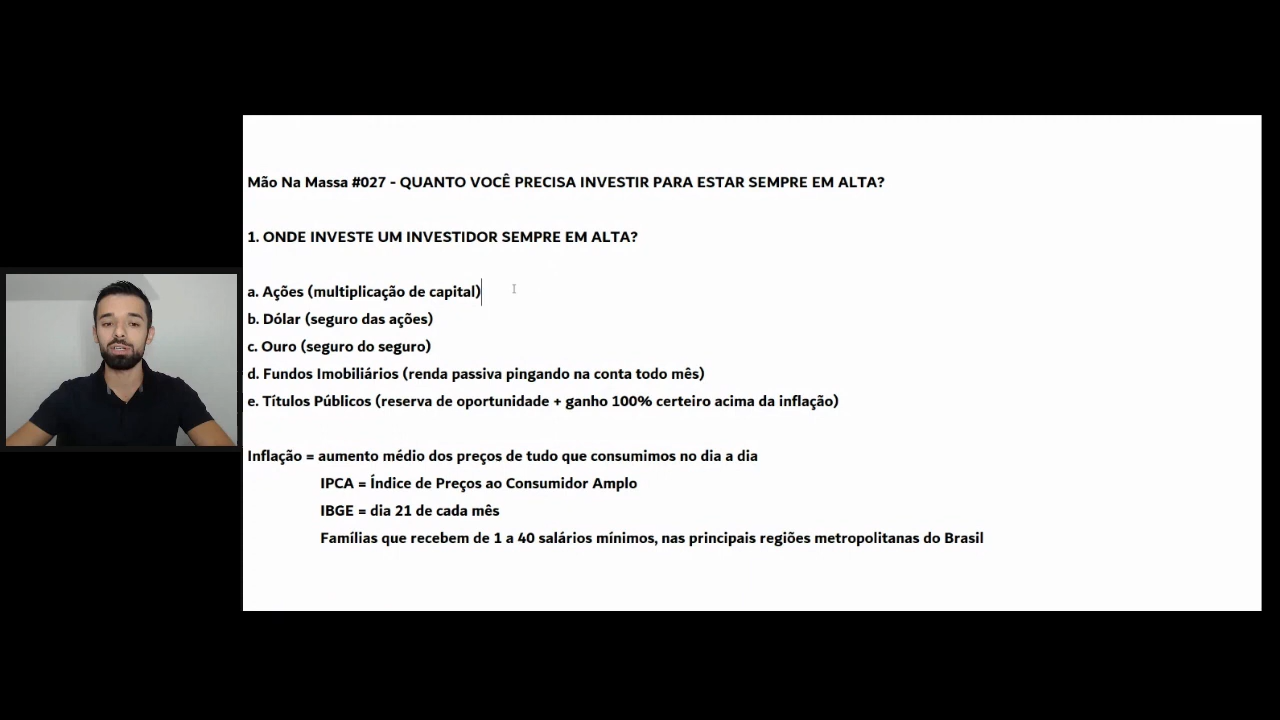 Mão Na Massa #027 - QUANTO VOCÊ PRECISA INVESTIR PARA ESTAR SEMPRE EM ALTA?
1. ONDE INVESTE UM INVESTIDOR SEMPRE EM ALTA?
a. Ações (multiplicação de capital)
b. Dólar (seguro das ações)
c. Ouro (seguro do seguro)
d. Fundos Imobiliários (renda passiva pingando na conta todo mês)
e. Títulos Públicos (reserva de oportunidade + ganho 100% certeiro acima da inflação)
Inflação = aumento médio dos preços de tudo que consumimos no dia a dia
IPCA = Índice de Preços ao Consumidor Amplo
IBGE = dia 21 de cada mês
Famílias que recebem de 1 a 40 salários mínimos, nas principais regiões metropolitanas do Brasil